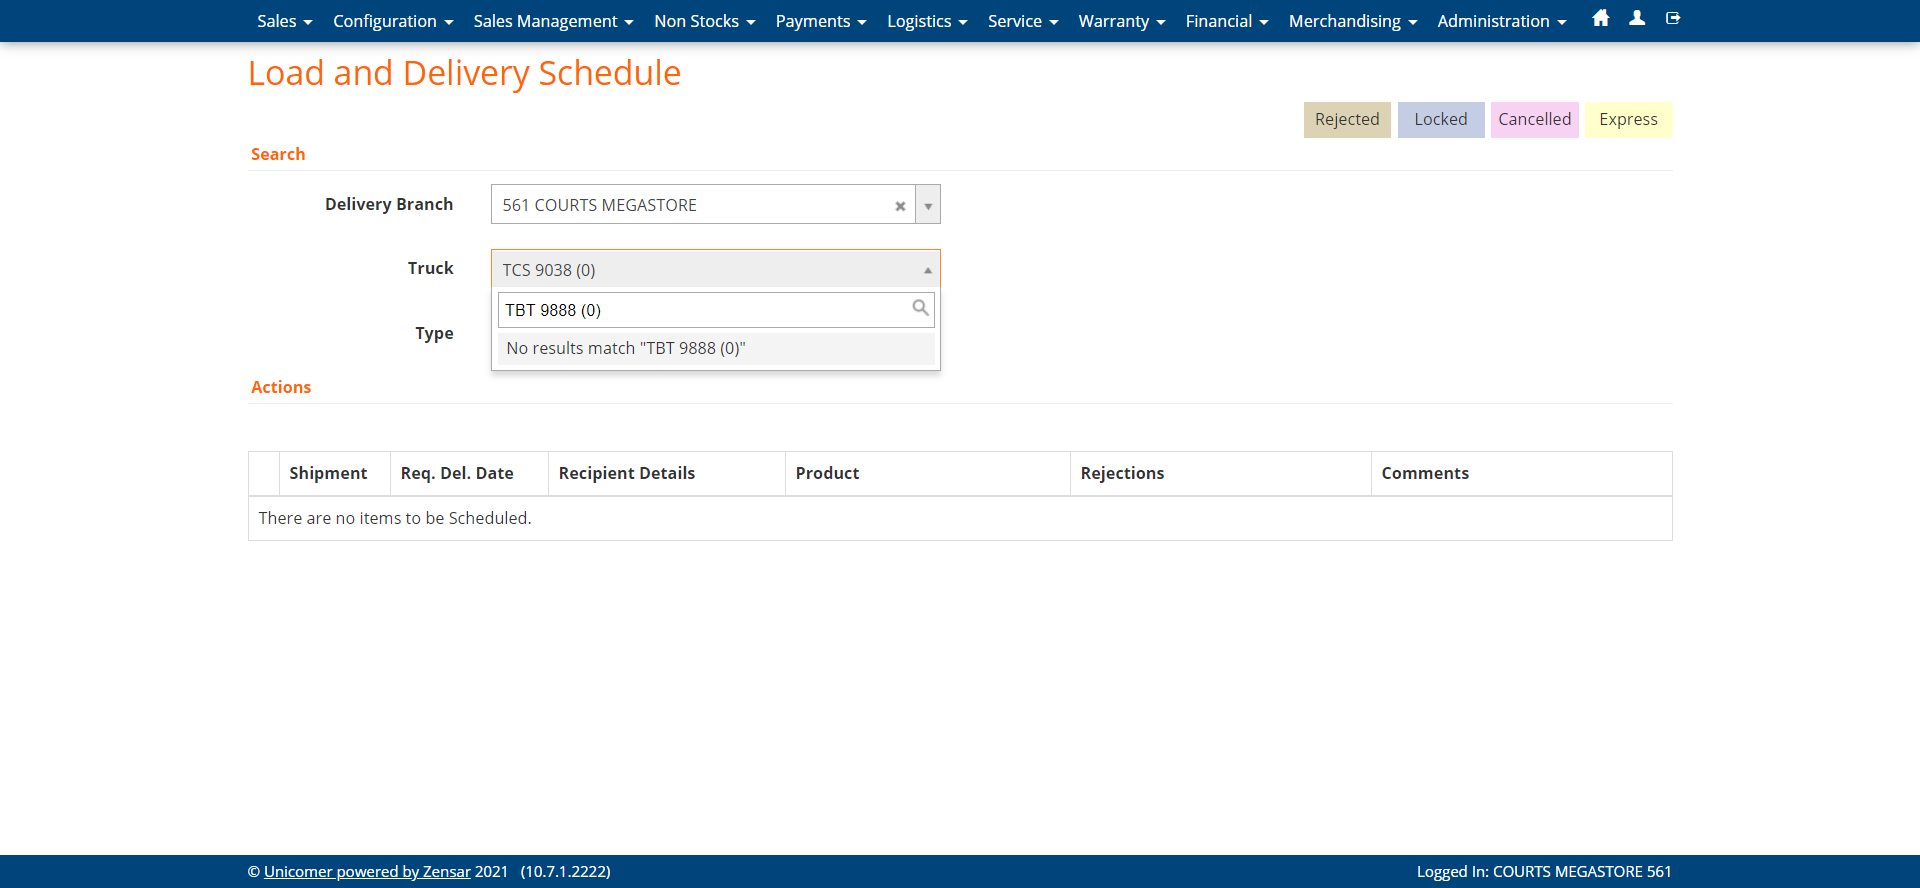 Sales Configuration Sales Management Non Stocks Payments Logistics Service Warranty Financial Merchandising Administration
Load and Delivery Schedule
Rejected Locked Cancelled Express
Search
Delivery Branch 561 COURTS MEGASTORE
Truck TCS 9038 (0)
TBT 9888 (0)
Type
No results match "TBT 9888 (0)"
Actions
Shipment Req. Del. Date Recipient Details Product Rejections Comments
There are no items to be Scheduled.
© Unicomer powered by Zensar 2021 (10.7.1.2222) Logged In: COURTS MEGASTORE 561